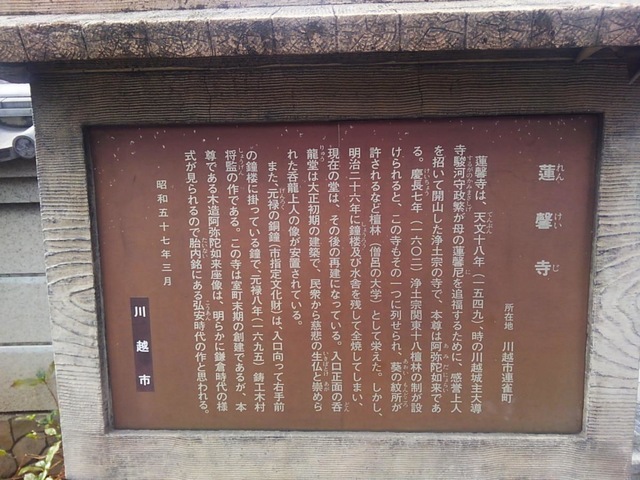 蓮馨寺
れんけいじ
所在地　川越市連雀町
蓮馨寺は、天文十八年（一五四九）、時の川越城主大導
寺駿河守政繁が母の蓮馨尼を追福するために、感誉上人
を招いて開山した浄土宗の寺で、本尊は阿弥陀如来であ
る。慶長七年（一六〇二）浄土宗関東十八檀林の制が設
けられると、この寺もその一つに列せられ、葵の紋所が
許されるなど檀林（僧侶の大学）として栄えた。しかし、
明治二十六年に鐘楼及び水舎を残して全焼してしまい、
現在の堂は、その後の再建になっている。入口正面の呑
龍堂は大正初期の建築で、民衆から慈悲の生仏と崇めら
れた呑龍上人の像が安置されている。
また、元禄の銅鐘（市指定文化財）は、入口向って右手前
の鐘楼に掛っている鐘で、元禄八年（一六九五）鋳工木村
将監の作である。この寺は室町末期の創建であるが、本
尊である木造阿弥陀如来座像は、明らかに鎌倉時代の様
式が見られるので胎内銘にある弘安時代の作と思われる。
昭和五十七年三月
川越市